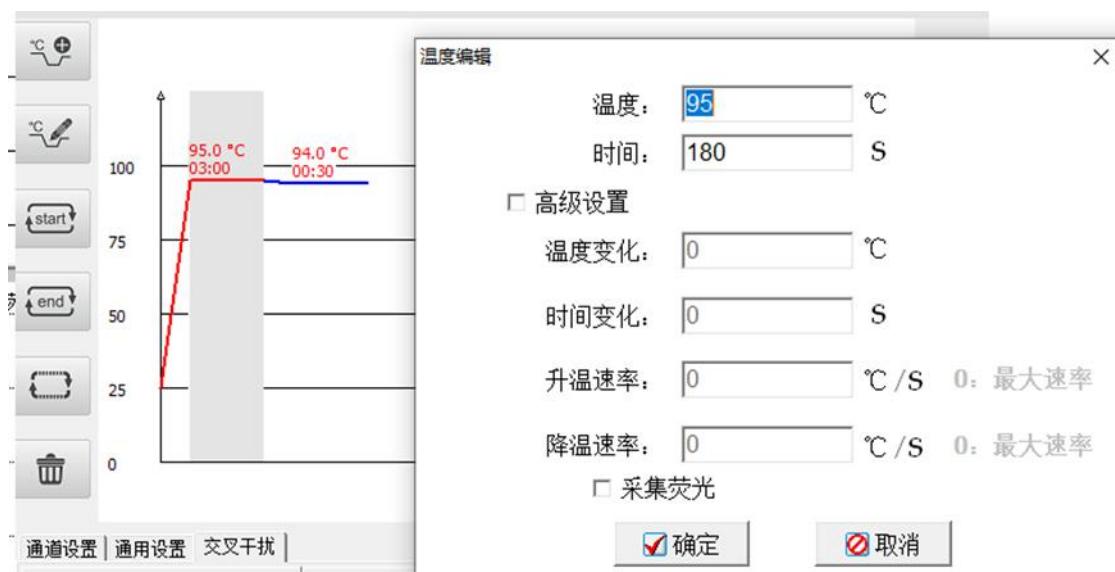 ℃
℃
start
end
100
75
50
25
0
95.0 °C
03:00
94.0 °C
00:30
通道设置
通用设置
交叉干扰
温度编辑
温度： 95 ℃
时间： 180 S
高级设置
温度变化： 0 ℃
时间变化： 0 S
升温速率： 0 ℃/S 0：最大速率
降温速率： 0 ℃/S 0：最大速率
采集荧光
确定
取消